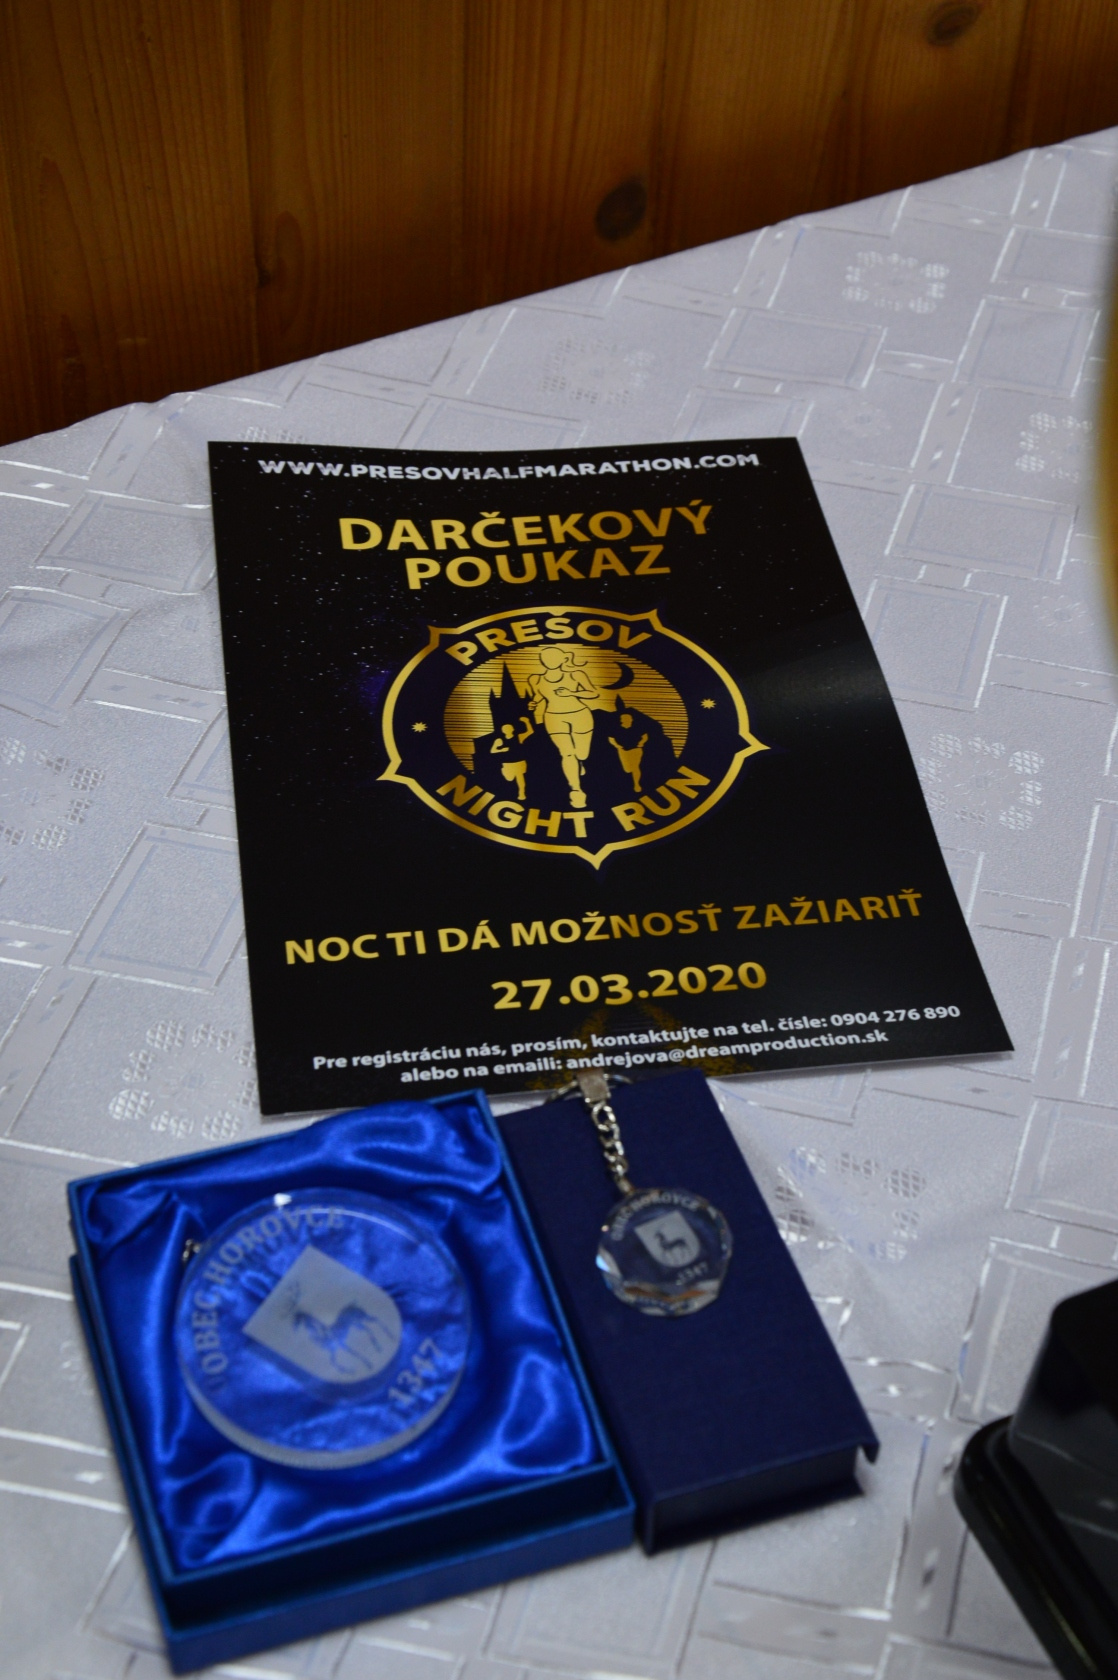 WWW.PRESOVHALFMARATHON.COM
DARČEKOVÝ
POUKAZ
PREŠOV
NIGHT RUN
NOC TI DÁ MOŽNOSŤ ZAŽIARIŤ
27.03.2020
Pre registráciu nás, prosím, kontaktujte na tel. čísle: 0904 276 890
alebo na emaili: andrejova@dreamproduction.sk
OBEC HOROVCE
1347
OBEC HOROVCE
1347